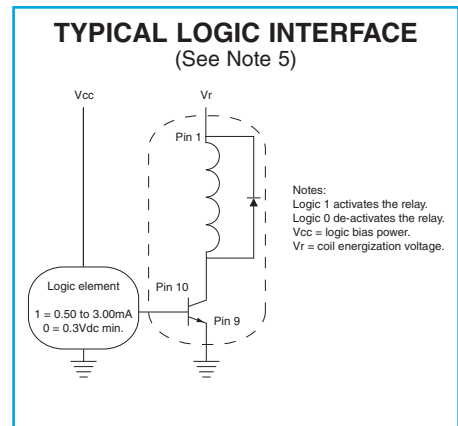 TYPICAL LOGIC INTERFACE
(See Note 5)
Vcc
Vr
Pin 1
Notes:
Logic 1 activates the relay.
Logic 0 de-activates the relay.
Vcc = logic bias power.
Vr = coil energization voltage.
Logic element
1 = 0.50 to 3.00mA
0 = 0.3Vdc min.
Pin 10
Pin 9